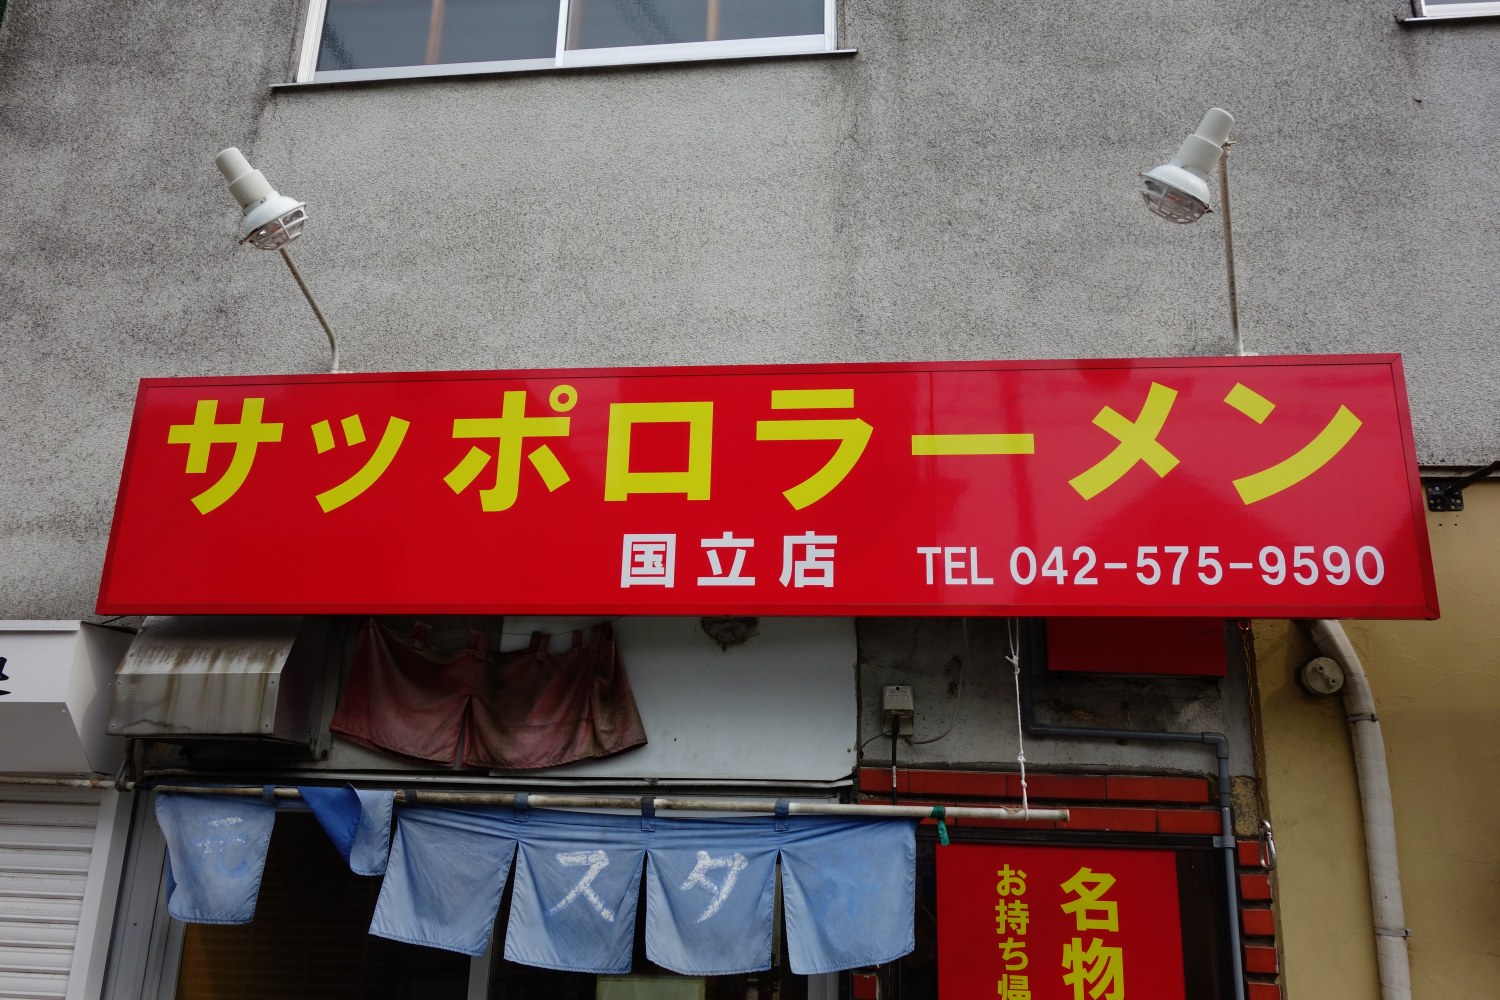 サッポロラーメン
国立店 TEL 042-575-9590
スタ
名物
お持ち帰